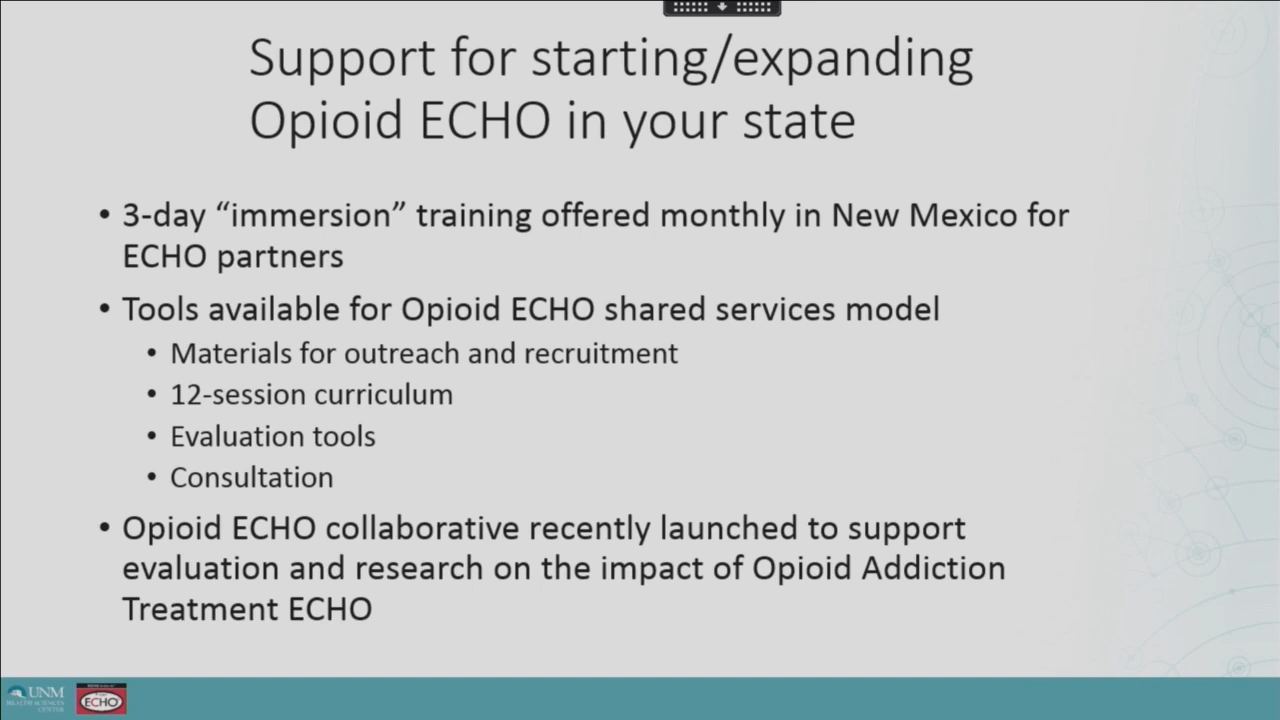 Support for starting/expanding
Opioid ECHO in your state
• 3-day “immersion” training offered monthly in New Mexico for
ECHO partners
• Tools available for Opioid ECHO shared services model
• Materials for outreach and recruitment
• 12-session curriculum
• Evaluation tools
• Consultation
• Opioid ECHO collaborative recently launched to support
evaluation and research on the impact of Opioid Addiction
Treatment ECHO
UNM
HEALTH SCIENCES
CENTER
ECHO